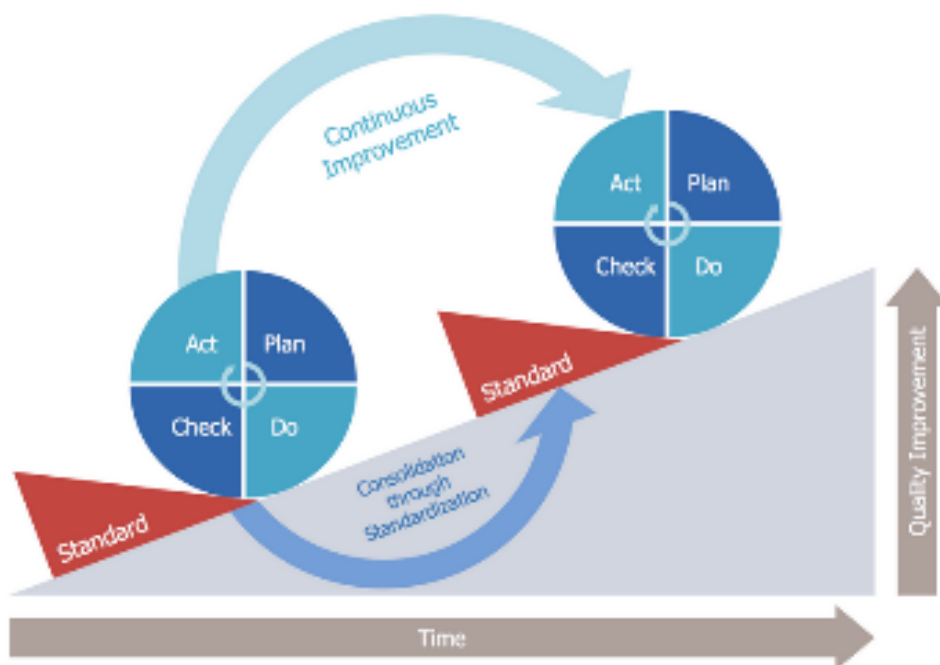 Continuous
Improvement
Act
Plan
Check
Do
Act
Plan
Check
Do
Standard
Standard
Consolidation
through
Standardization
Quality Improvement
Time